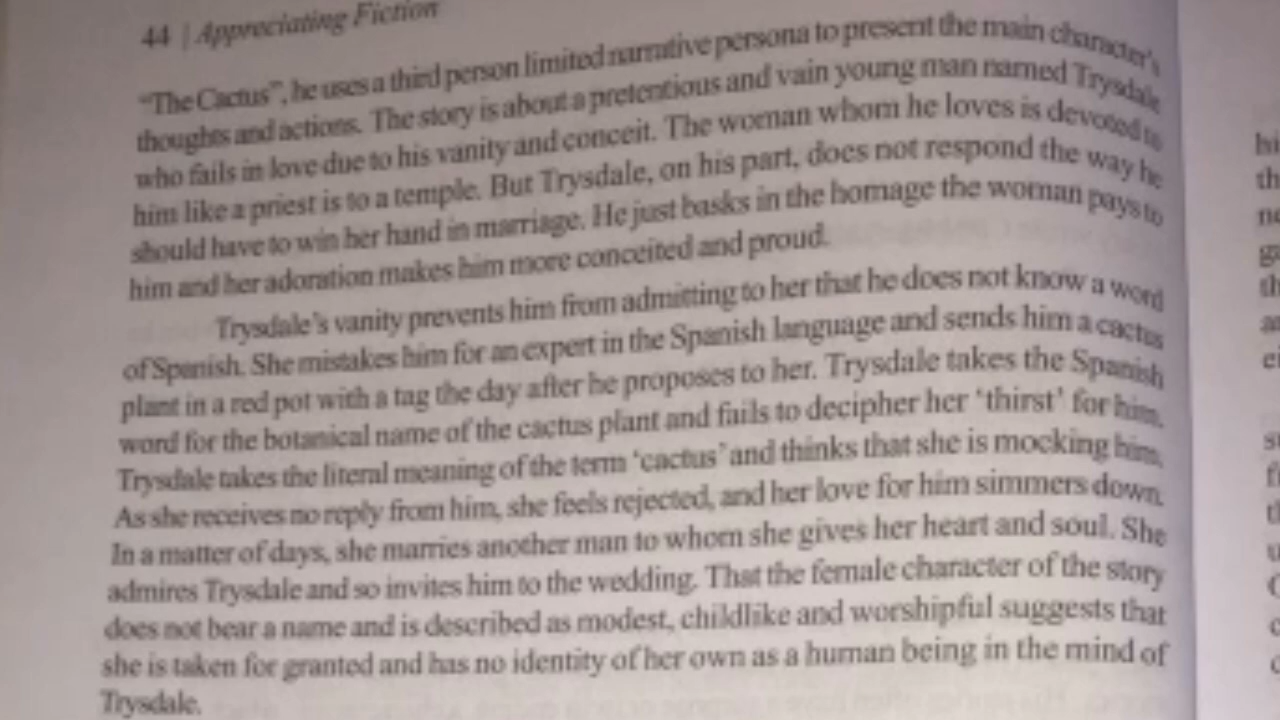 44 | Appreciating Fiction
"The Cactus", he uses a third person limited narrative persona to present the main character's
thoughts and actions. The story is about a pretentious and vain young man named Trysdale
who fails in love due to his vanity and conceit. The woman whom he loves is devoted to
him like a priest is to a temple. But Trysdale, on his part, does not respond the way he
should have to win her hand in marriage. He just basks in the homage the woman pays to
him and her adoration makes him more conceited and proud.
Trysdale's vanity prevents him from admitting to her that he does not know a word
of Spanish. She mistakes him for an expert in the Spanish language and sends him a cactus
plant in a red pot with a tag the day after he proposes to her. Trysdale takes the Spanish
word for the botanical name of the cactus plant and fails to decipher her 'thirst' for him.
Trysdale takes the literal meaning of the term 'cactus' and thinks that she is mocking him.
As she receives no reply from him, she feels rejected, and her love for him simmers down.
In a matter of days, she marries another man to whom she gives her heart and soul. She
admires Trysdale and so invites him to the wedding. That the female character of the story
does not bear a name and is described as modest, childlike and worshipful suggests that
she is taken for granted and has no identity of her own as a human being in the mind of
Trysdale.